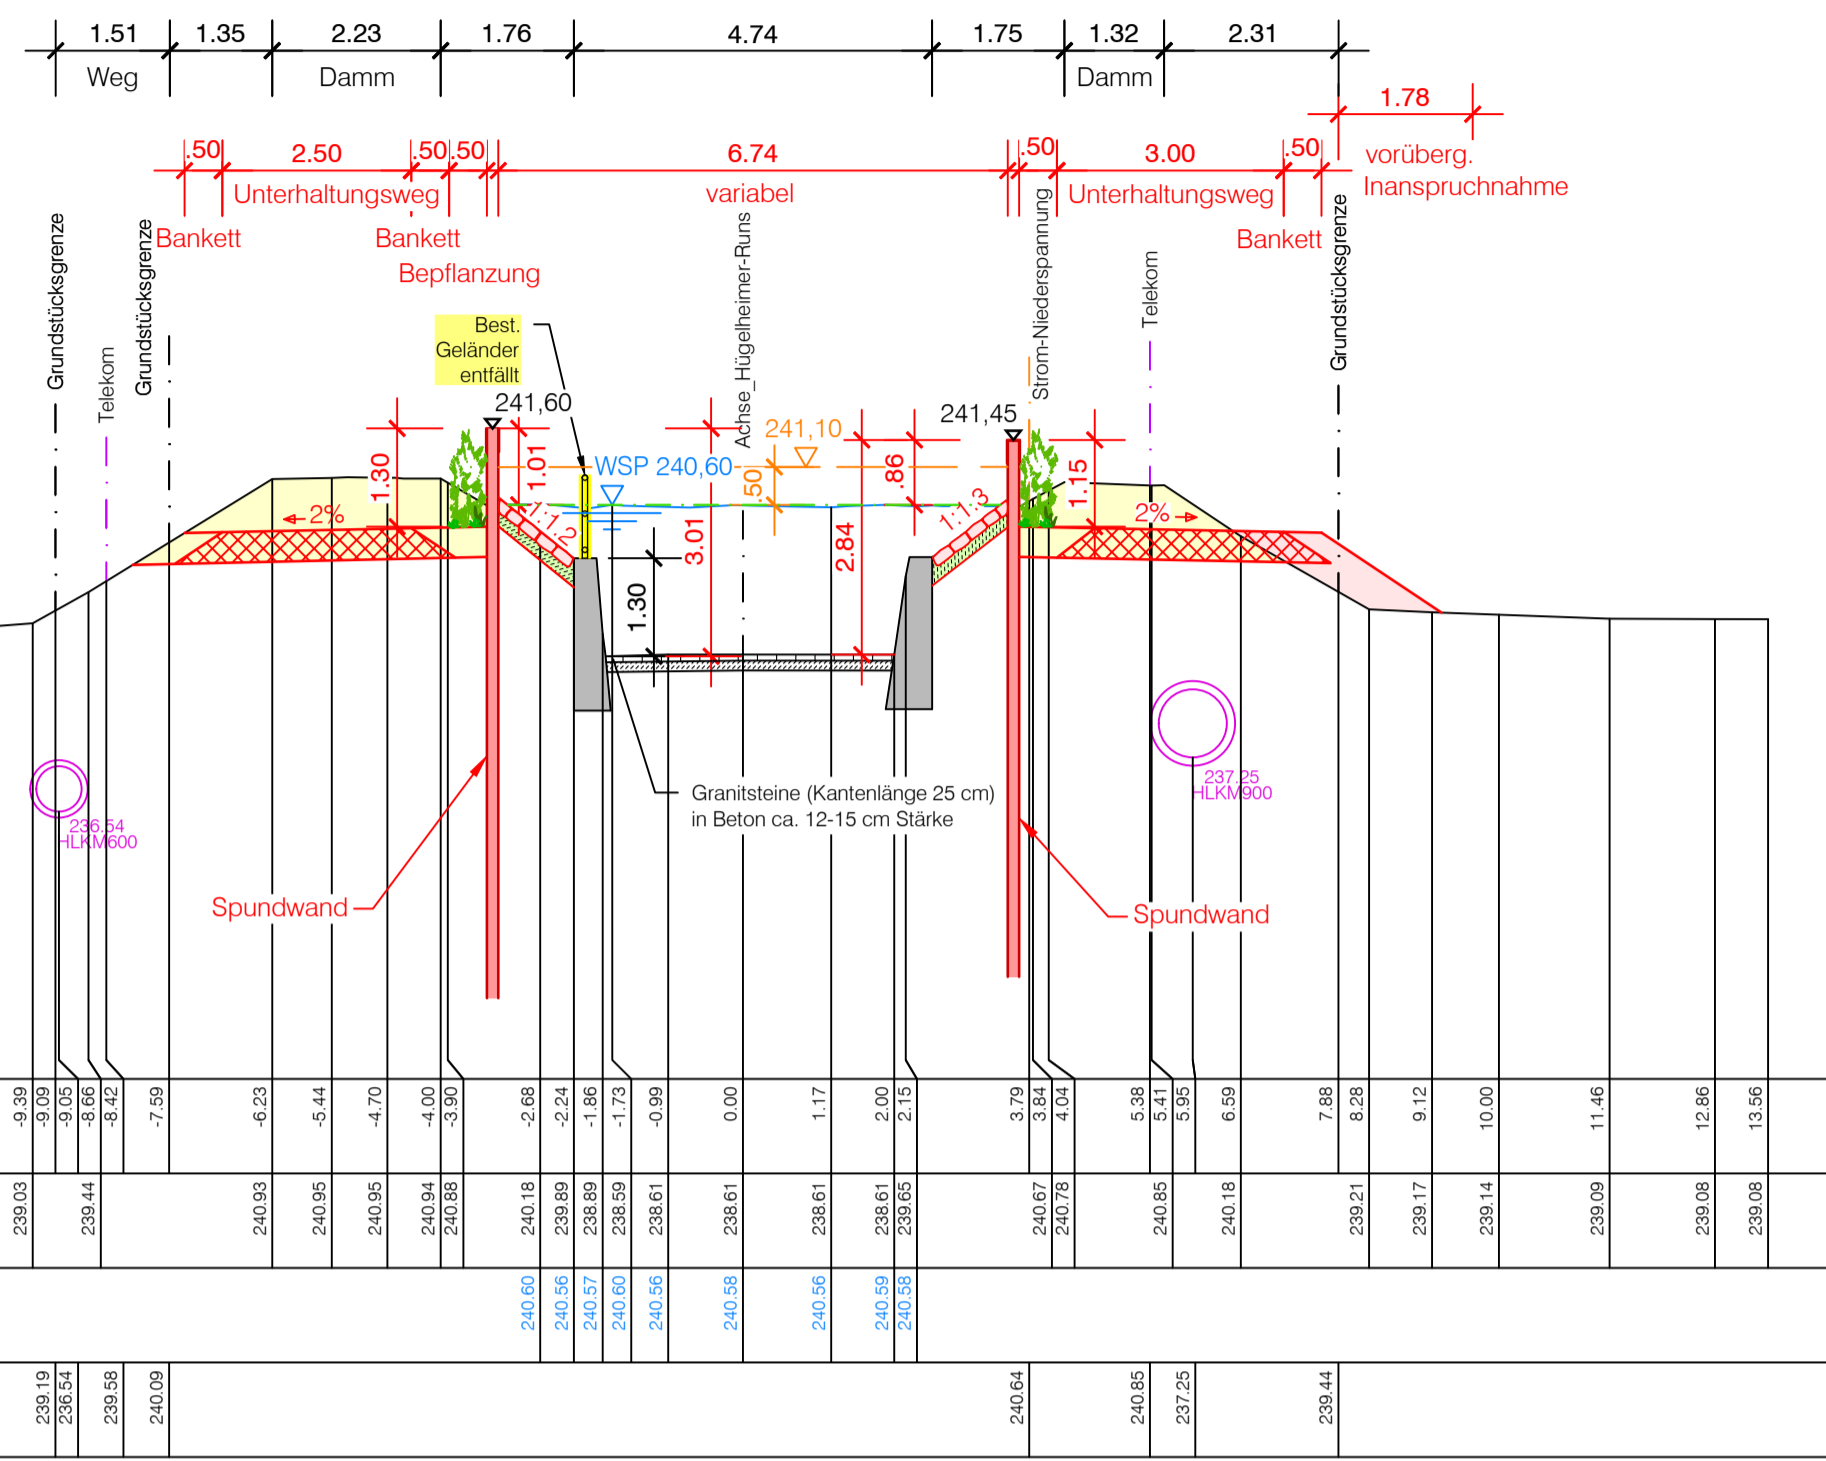 1.51 1.35 2.23 1.76 4.74 1.75 1.32 2.31
Weg Damm Damm
1.78
.50 2.50 .50 .50 6.74 .50 3.00 .50
vorüberg.
Inanspruchnahme
Unterhaltungsweg variabel Unterhaltungsweg
Bankett Bankett Bankett
Bepflanzung
Grundstücksgrenze
Telekom
Grundstücksgrenze
Achse_Hügelheimer-Runs
Strom-Niederspannung
Telekom
Grundstücksgrenze
Best.
Geländer
entfällt
241,60
241,45
241,10
WSP 240,60
1.30
1.01
.50
.86
1.15
2%
1:1.2
1:1.3
2%
3.01
2.84
1.30
Granitsteine (Kantenlänge 25 cm)
in Beton ca. 12-15 cm Stärke
236.54
HLKM600
237.25
HLKM900
Spundwand
Spundwand
-9.39 -9.09 -9.05 -8.66 -8.42 -7.59 -6.23 -5.44 -4.70 -4.00 -3.90 -2.68 -2.24 -1.86 -1.73 -0.99 0.00 1.17 2.00 2.15 3.79 3.84 4.04 5.38 5.41 5.95 6.59 7.88 8.28 9.12 10.00 11.46 12.86 13.56
239.03 239.44 240.93 240.95 240.95 240.94 240.88 240.18 239.89 238.89 238.59 238.61 238.61 238.61 238.61 239.65 240.67 240.78 240.85 240.18 239.21 239.17 239.14 239.09 239.08 239.08
240.60 240.56 240.57 240.60 240.56 240.58 240.56 240.59 240.58
239.19 236.54 239.58 240.09 240.64 240.85 237.25 239.44